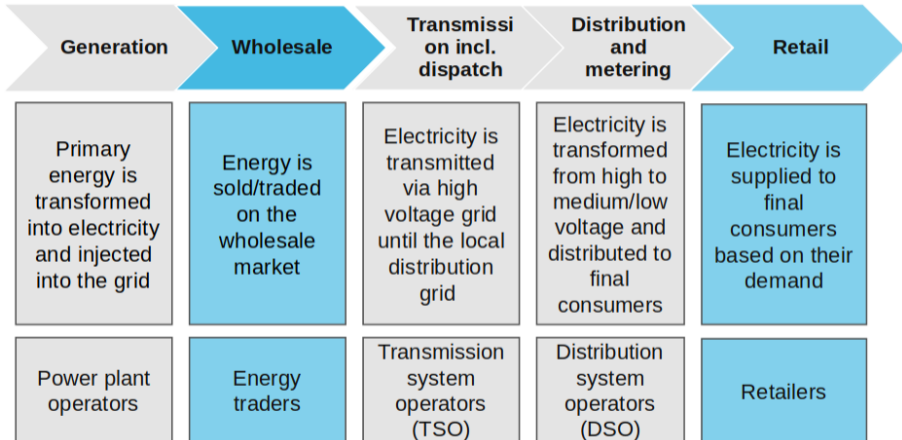 Generation
Wholesale
Transmissi
on incl.
dispatch
Distribution
and
metering
Retail
Primary
energy is
transformed
into electricity
and injected
into the grid
Energy is
sold/traded
on the
wholesale
market
Electricity is
transmitted
via high
voltage grid
until the local
distribution
grid
Electricity is
transformed
from high to
medium/low
voltage and
distributed to
final
consumers
Electricity is
supplied to
final
consumers
based on their
demand
Power plant
operators
Energy
traders
Transmission
system
operators
(TSO)
Distribution
system
operators
(DSO)
Retailers